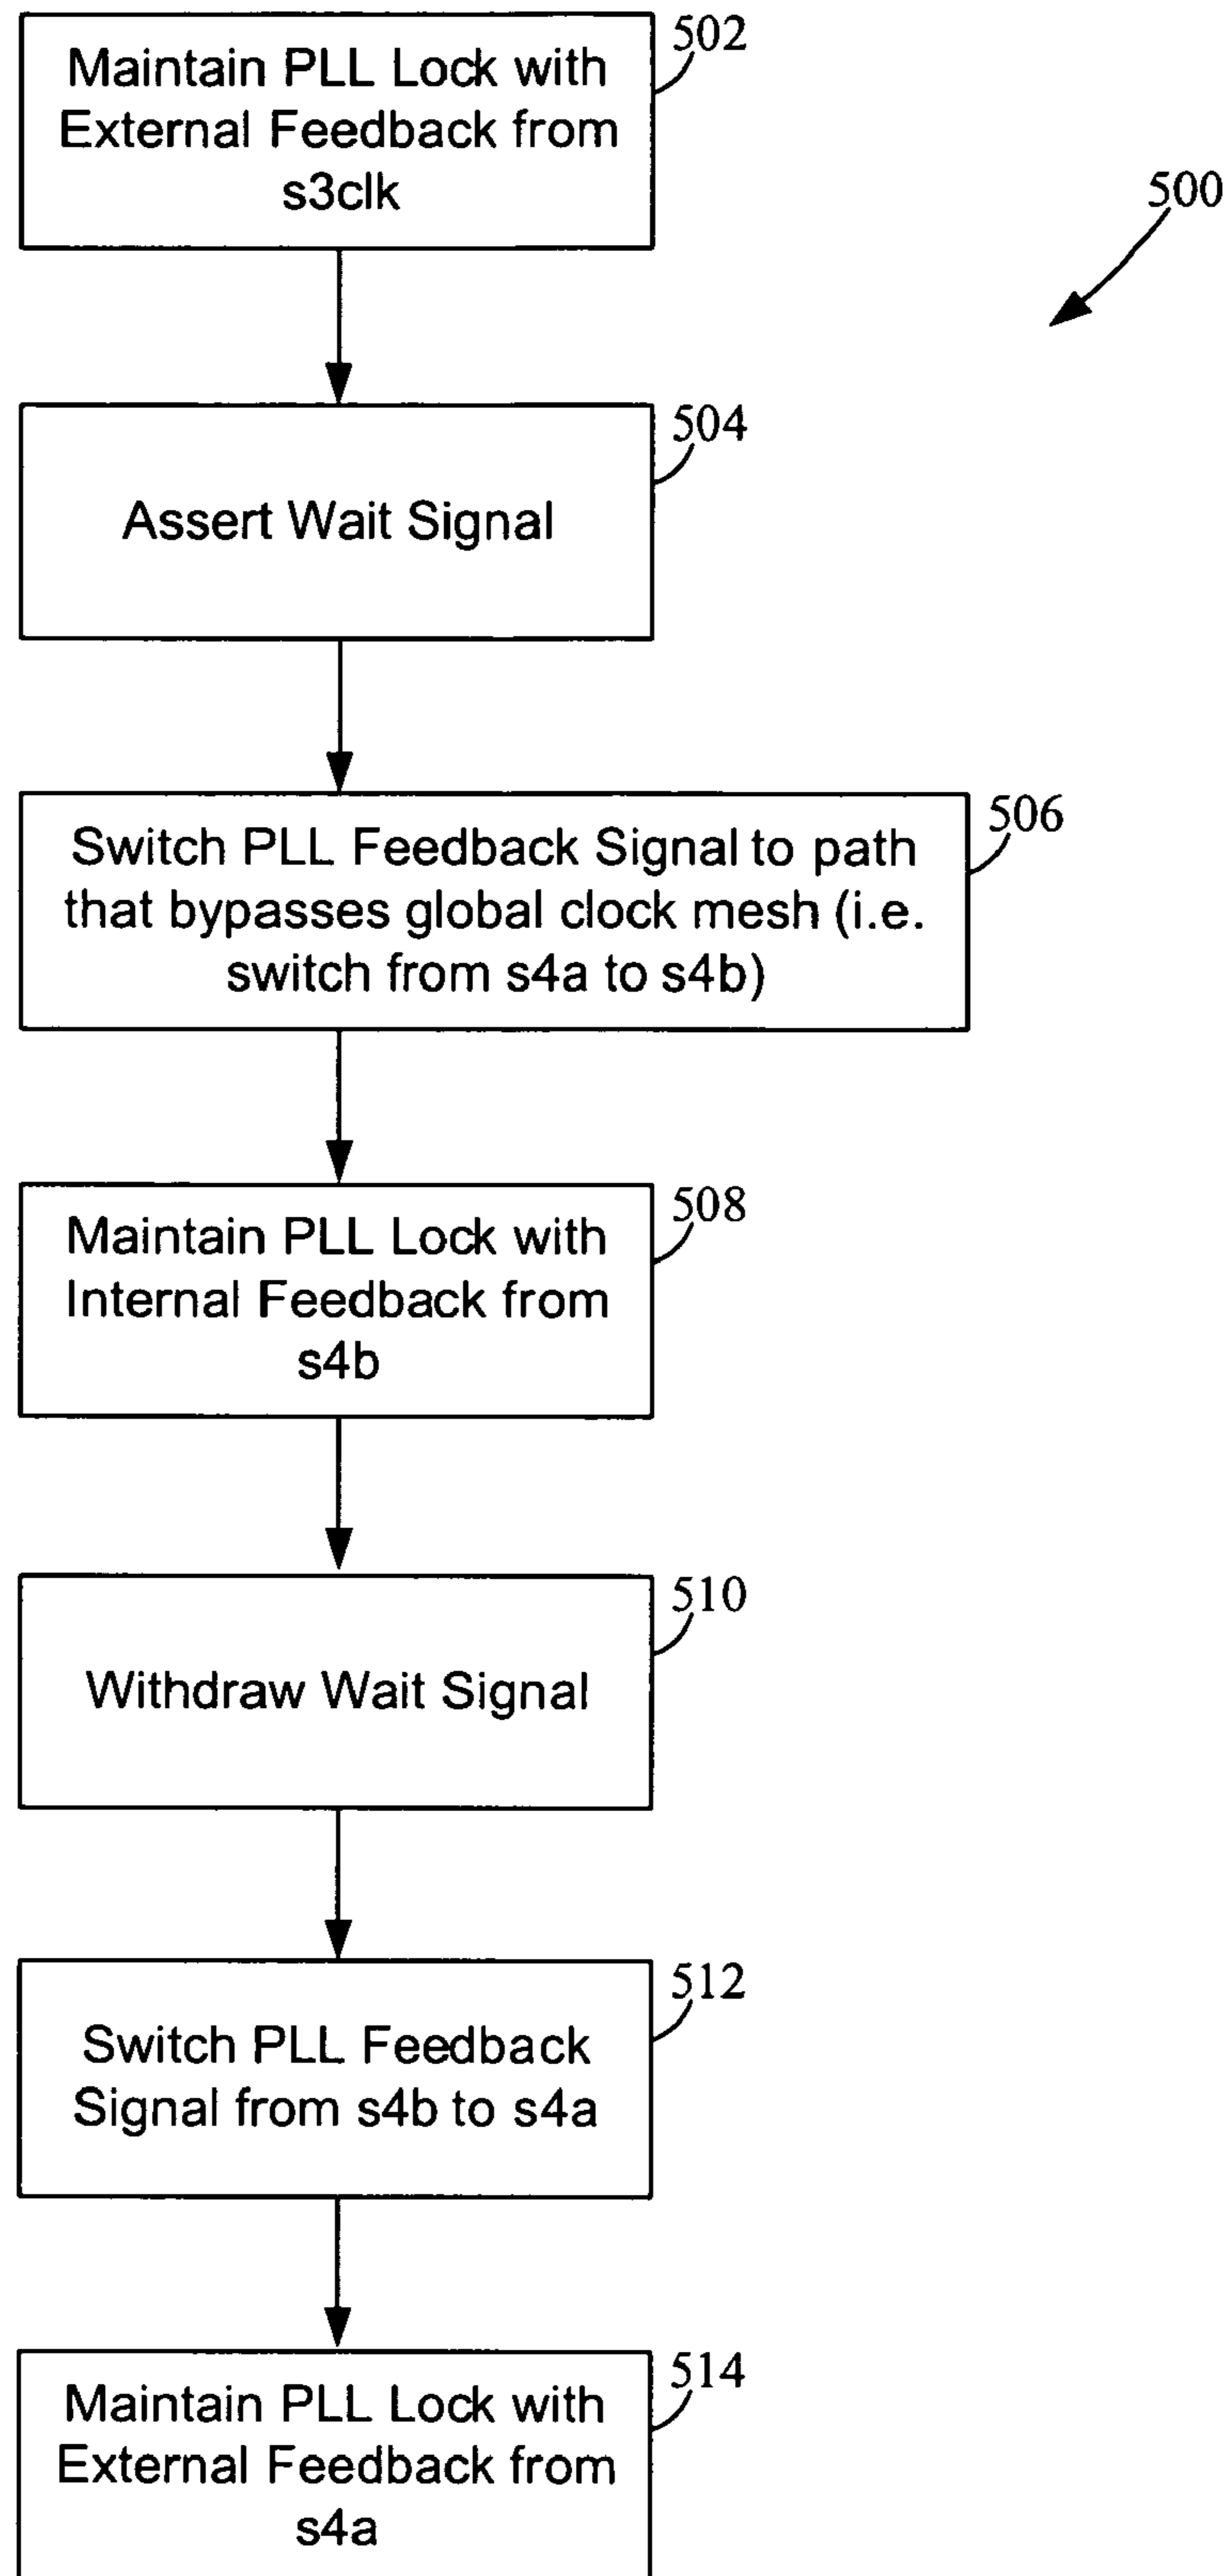 502
Maintain PLL Lock with
External Feedback from
s3clk
500
504
Assert Wait Signal
506
Switch PLL Feedback Signal to path
that bypasses global clock mesh (i.e.
switch from s4a to s4b)
508
Maintain PLL Lock with
Internal Feedback from
s4b
510
Withdraw Wait Signal
512
Switch PLL Feedback
Signal from s4b to s4a
514
Maintain PLL Lock with
External Feedback from
s4a